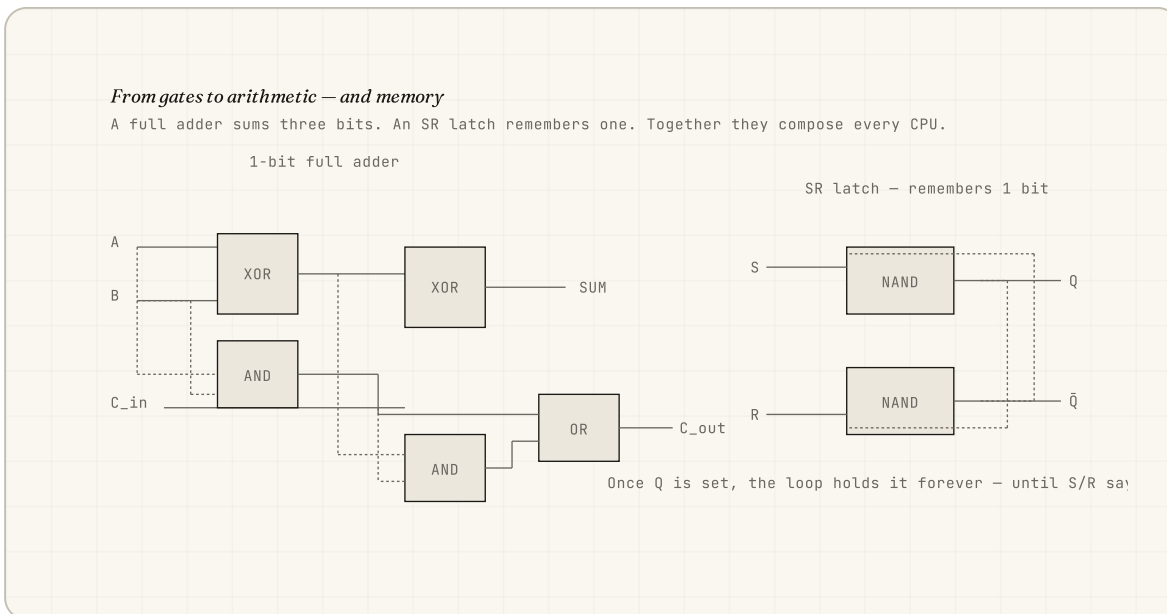 From gates to arithmetic — and memory
A full adder sums three bits. An SR latch remembers one. Together they compose every CPU.
1-bit full adder
SR latch — remembers 1 bit
A
XOR
XOR
SUM
B
AND
C_in
OR
C_out
AND
S
NAND
Q
NAND
Q̄
R
Once Q is set, the loop holds it forever — until S/R say